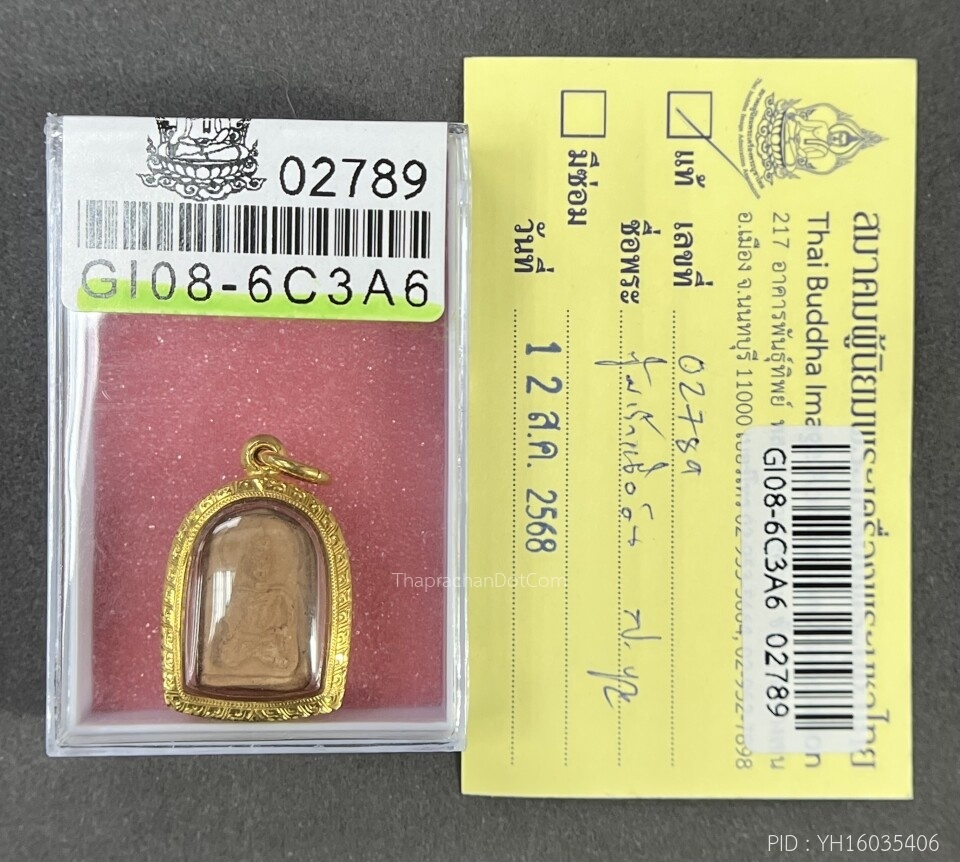 02789
GI08-6C3A6
ThaprachanDotCom
สมาคมผู้นิยมพระเครื่องพระบูชาไทย
Thai Buddha Ima
on
217 อาคารพันธุ์ทิพย์
อ.เมือง จ.นนทบุรี 11000
7898
GI08-6C3A6 02789
แท้
เลขที่ 02789
มีซ่อม
ชื่อพระ
วันที่ 12 ส.ค. 2568
PID : YH16035406